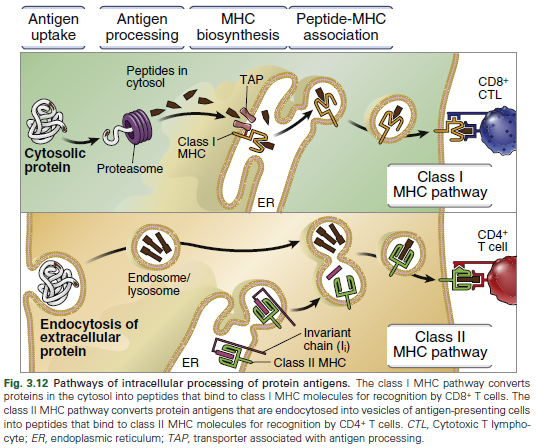 Antigen
uptake
Antigen
processing
MHC
biosynthesis
Peptide-MHC
association
Peptides in
cytosol
TAP
CD8+
CTL
Class I
MHC
Cytosolic
protein
Proteasome
ER
Class I
MHC pathway
CD4+
T cell
Endosome/
lysosome
Endocytosis of
extracellular
protein
Invariant
chain (Ii)
ER
Class II MHC
Class II
MHC pathway
Fig. 3.12 Pathways of intracellular processing of protein antigens. The class I MHC pathway converts
proteins in the cytosol into peptides that bind to class I MHC molecules for recognition by CD8+ T cells. The
class II MHC pathway converts protein antigens that are endocytosed into vesicles of antigen-presenting cells
into peptides that bind to class II MHC molecules for recognition by CD4+ T cells. CTL, Cytotoxic T lympho-
cyte; ER, endoplasmic reticulum; TAP, transporter associated with antigen processing.